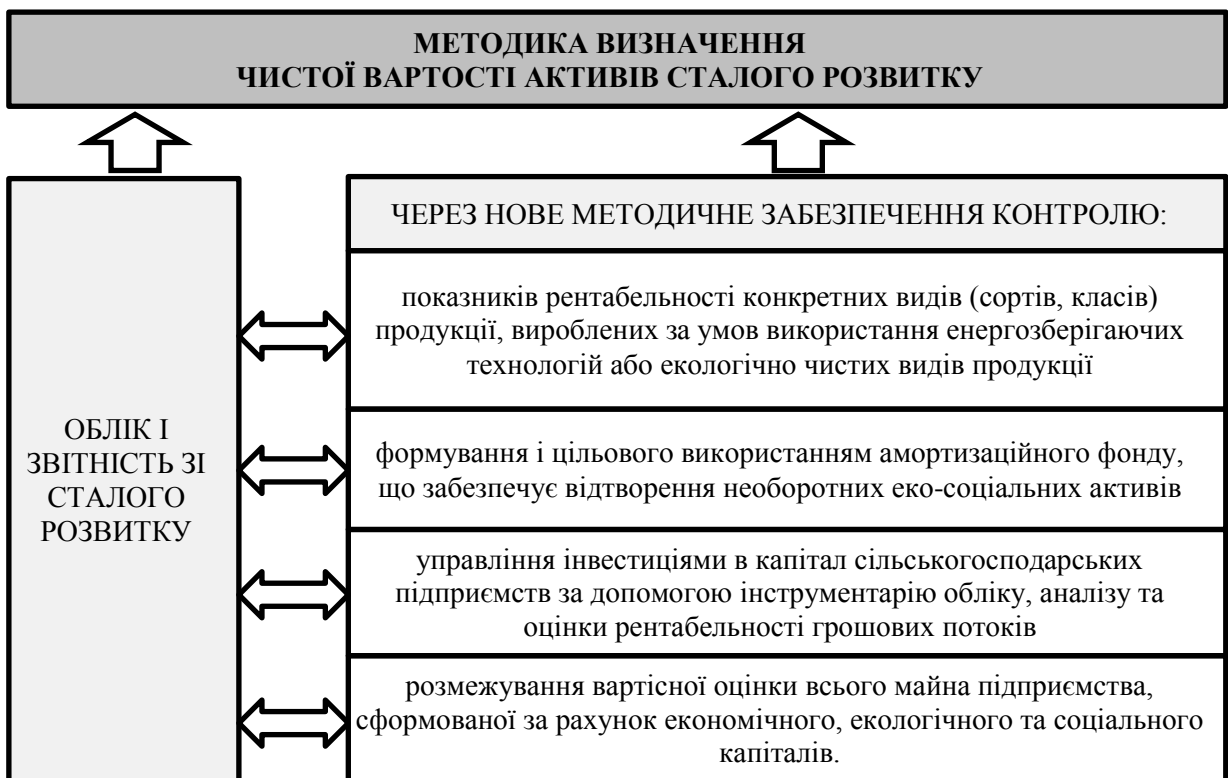 МЕТОДИКА ВИЗНАЧЕННЯ
ЧИСТОЇ ВАРТОСТІ АКТИВІВ СТАЛОГО РОЗВИТКУ
ОБЛІК І
ЗВІТНІСТЬ ЗІ
СТАЛОГО
РОЗВИТКУ
ЧЕРЕЗ НОВЕ МЕТОДИЧНЕ ЗАБЕЗПЕЧЕННЯ КОНТРОЛЮ:
показників рентабельності конкретних видів (сортів, класів)
продукції, вироблених за умов використання енергозберігаючих
технологій або екологічно чистих видів продукції
формування і цільового використанням амортизаційного фонду,
що забезпечує відтворення необоротних еко-соціальних активів
управління інвестиціями в капітал сільськогосподарських
підприємств за допомогою інструментарію обліку, аналізу та
оцінки рентабельності грошових потоків
розмежування вартісної оцінки всього майна підприємства,
сформованої за рахунок економічного, екологічного та соціального
капіталів.